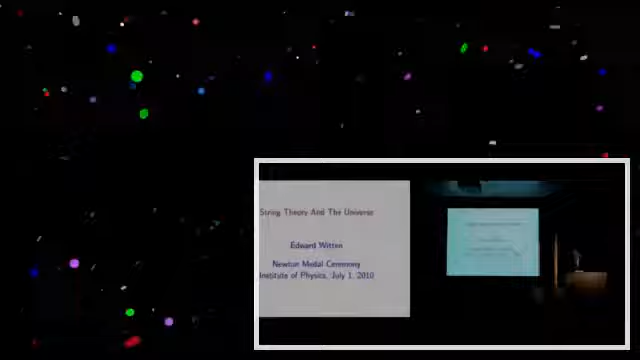 String Theory And The Universe
Edward Witten
Newton Medal Ceremony
Institute of Physics, July 1, 2010